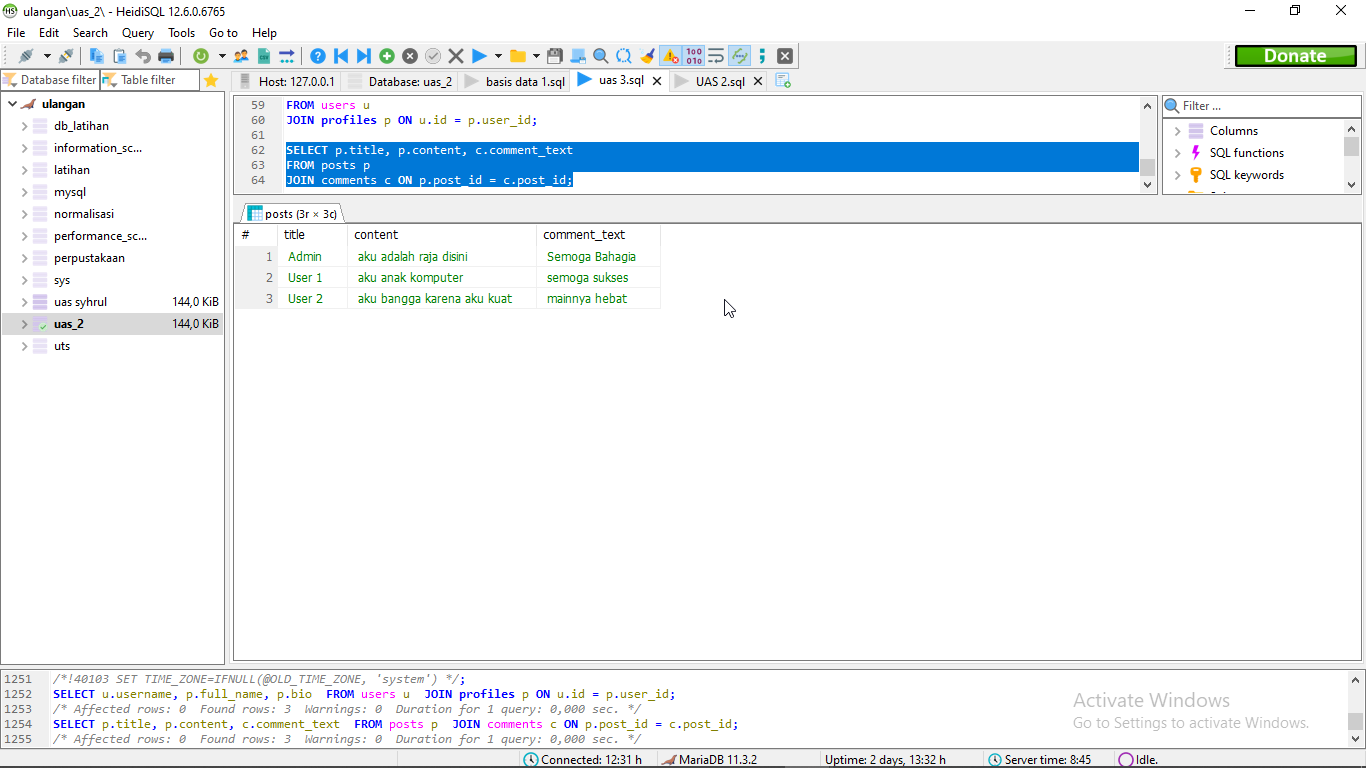 ulangan\uas_2\ - HeidiSQL 12.6.0.6765
File Edit Search Query Tools Go to Help
Donate
Database filter Table filter
Host: 127.0.0.1 Database: uas_2 basis data 1.sql uas 3.sql UAS 2.sql
ulangan
db_latihan
information_sc...
latihan
mysql
normalisasi
performance_sc...
perpustakaan
sys
uas syhrul 144,0 KiB
uas_2 144,0 KiB
uts
59 FROM users u
60 JOIN profiles p ON u.id = p.user_id;
61
62 SELECT p.title, p.content, c.comment_text
63 FROM posts p
64 JOIN comments c ON p.post_id = c.post_id;
Filter ...
Columns
SQL functions
SQL keywords
posts (3r × 3c)
# title content comment_text
1 Admin aku adalah raja disini Semoga Bahagia
2 User 1 aku anak komputer semoga sukses
3 User 2 aku bangga karena aku kuat mainnya hebat
1251 /*!40103 SET TIME_ZONE=IFNULL(@OLD_TIME_ZONE, 'system') */;
1252 SELECT u.username, p.full_name, p.bio FROM users u JOIN profiles p ON u.id = p.user_id;
1253 /* Affected rows: 0 Found rows: 3 Warnings: 0 Duration for 1 query: 0,000 sec. */
1254 SELECT p.title, p.content, c.comment_text FROM posts p JOIN comments c ON p.post_id = c.post_id;
1255 /* Affected rows: 0 Found rows: 3 Warnings: 0 Duration for 1 query: 0,000 sec. */
Activate Windows
Go to Settings to activate Windows.
Connected: 12:31 h MariaDB 11.3.2 Uptime: 2 days, 13:32 h Server time: 8:45 Idle.